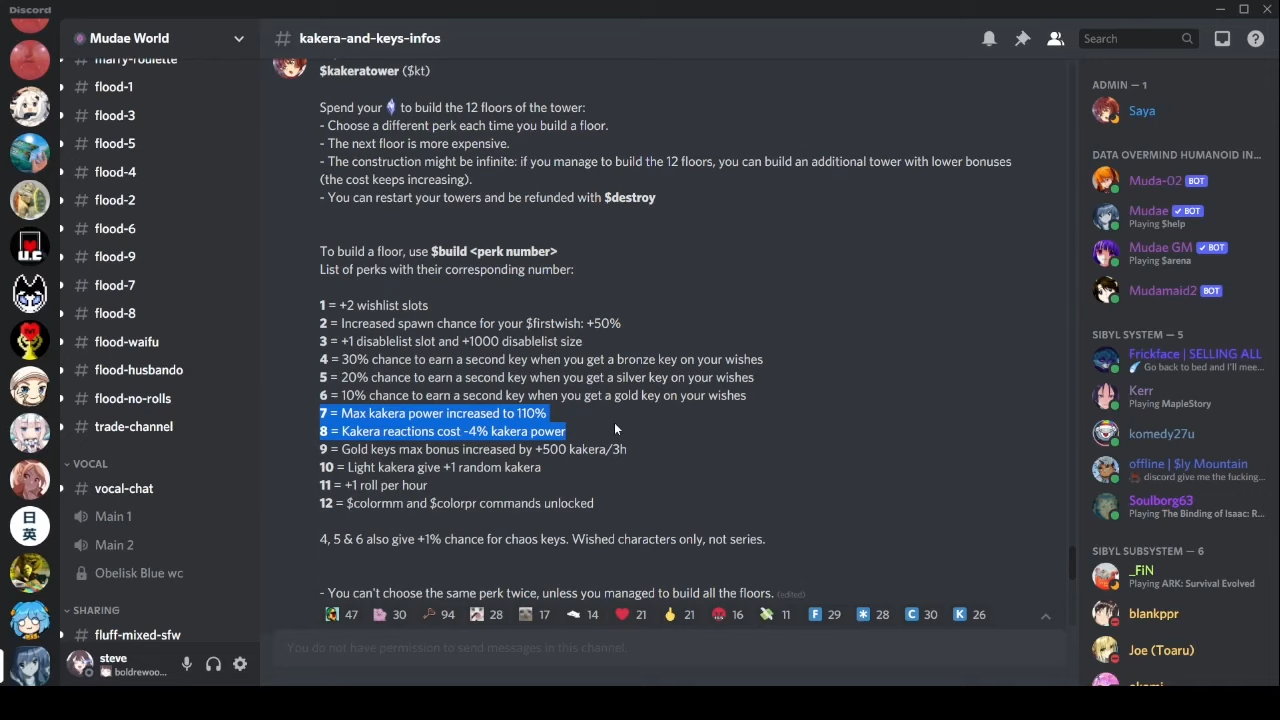 Discord
Mudae World
# kakera-and-keys-infos
Search
marry-roulette
# flood-1
# flood-3
# flood-5
# flood-4
# flood-2
# flood-6
# flood-9
# flood-7
# flood-8
# flood-waifu
# flood-husbando
# flood-no-rolls
# trade-channel
VOCAL
# vocal-chat
Main 1
Main 2
Obelisk Blue wc
SHARING
# fluff-mixed-sfw
steve
boldrewoo...
U.C
日
英
$kakeratower ($kt)
Spend your to build the 12 floors of the tower:
- Choose a different perk each time you build a floor.
- The next floor is more expensive.
- The construction might be infinite: if you manage to build the 12 floors, you can build an additional tower with lower bonuses
(the cost keeps increasing).
- You can restart your towers and be refunded with $destroy
To build a floor, use $build <perk number>
List of perks with their corresponding number:
1 = +2 wishlist slots
2 = Increased spawn chance for your $firstwish: +50%
3 = +1 disablelist slot and +1000 disablelist size
4 = 30% chance to earn a second key when you get a bronze key on your wishes
5 = 20% chance to earn a second key when you get a silver key on your wishes
6 = 10% chance to earn a second key when you get a gold key on your wishes
7 = Max kakera power increased to 110%
8 = Kakera reactions cost -4% kakera power
9 = Gold keys max bonus increased by +500 kakera/3h
10 = Light kakera give +1 random kakera
11 = +1 roll per hour
12 = $colormm and $colorpr commands unlocked
4, 5 & 6 also give +1% chance for chaos keys. Wished characters only, not series.
- You can't choose the same perk twice, unless you managed to build all the floors. (edited)
47 30 94 28 17 14 21 21 16 11 F 29 * 28 C 30 K 26
You do not have permission to send messages in this channel.
ADMIN — 1
Saya
DATA OVERMIND HUMANOID IN...
Muda-02 BOT
Mudae ✓ BOT
Playing $help
Mudae GM ✓ BOT
Playing $arena
Mudamaid2 BOT
SIBYL SYSTEM — 5
Frickface | SELLING ALL
Go back to bed and I'll mee...
Kerr
Playing MapleStory
komedy27u
offline | $ly Mountain
discord give me the fucking...
Soulborg63
Playing The Binding of Isaac: R...
SIBYL SUBSYSTEM — 6
_FiN
Playing ARK: Survival Evolved
blankppr
Joe (Toaru)